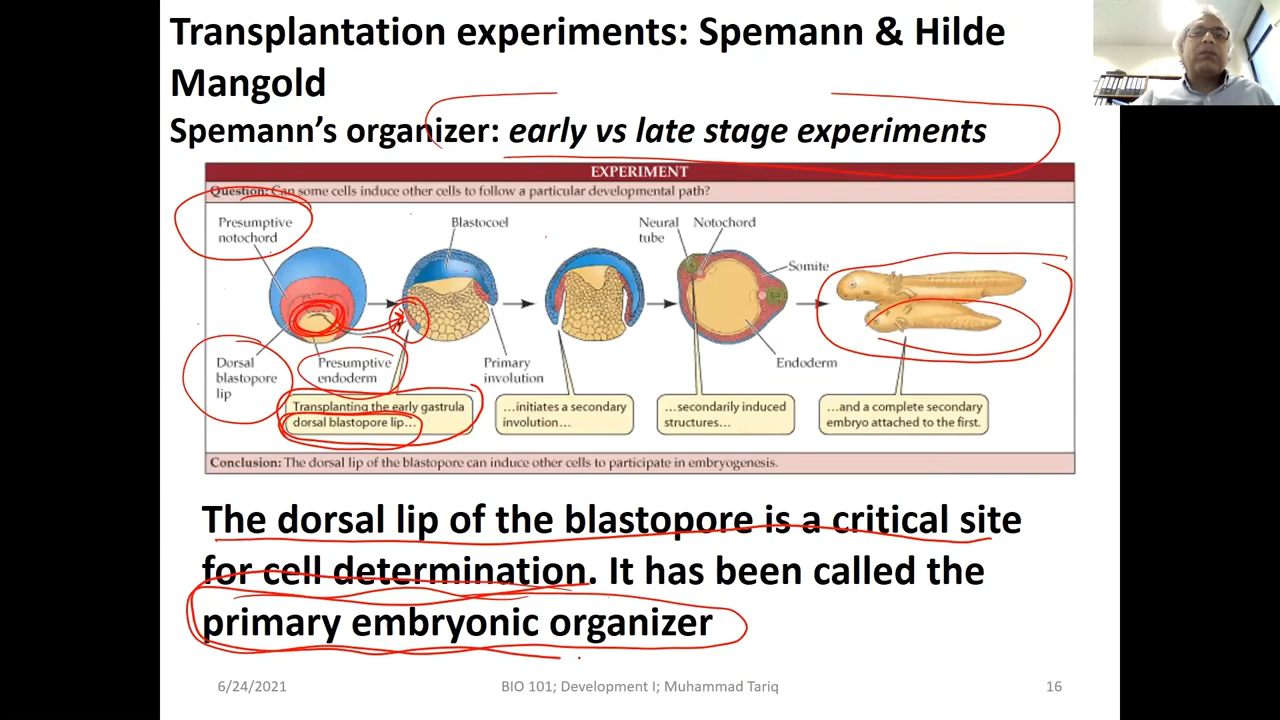 Transplantation experiments: Spemann & Hilde
Mangold
Spemann's organizer: early vs late stage experiments
EXPERIMENT
Question: Can some cells induce other cells to follow a particular developmental path?
Presumptive
notochord
Blastocoel
Neural
tube
Notochord
Somite
Dorsal
blastopore
lip
Presumptive
endoderm
Primary
involution
Endoderm
Transplanting the early gastrula
dorsal blastopore lip...
...initiates a secondary
involution...
...secondarily induced
structures...
...and a complete secondary
embryo attached to the first.
Conclusion: The dorsal lip of the blastopore can induce other cells to participate in embryogenesis.
The dorsal lip of the blastopore is a critical site
for cell determination. It has been called the
primary embryonic organizer
6/24/2021
BIO 101; Development I; Muhammad Tariq
16